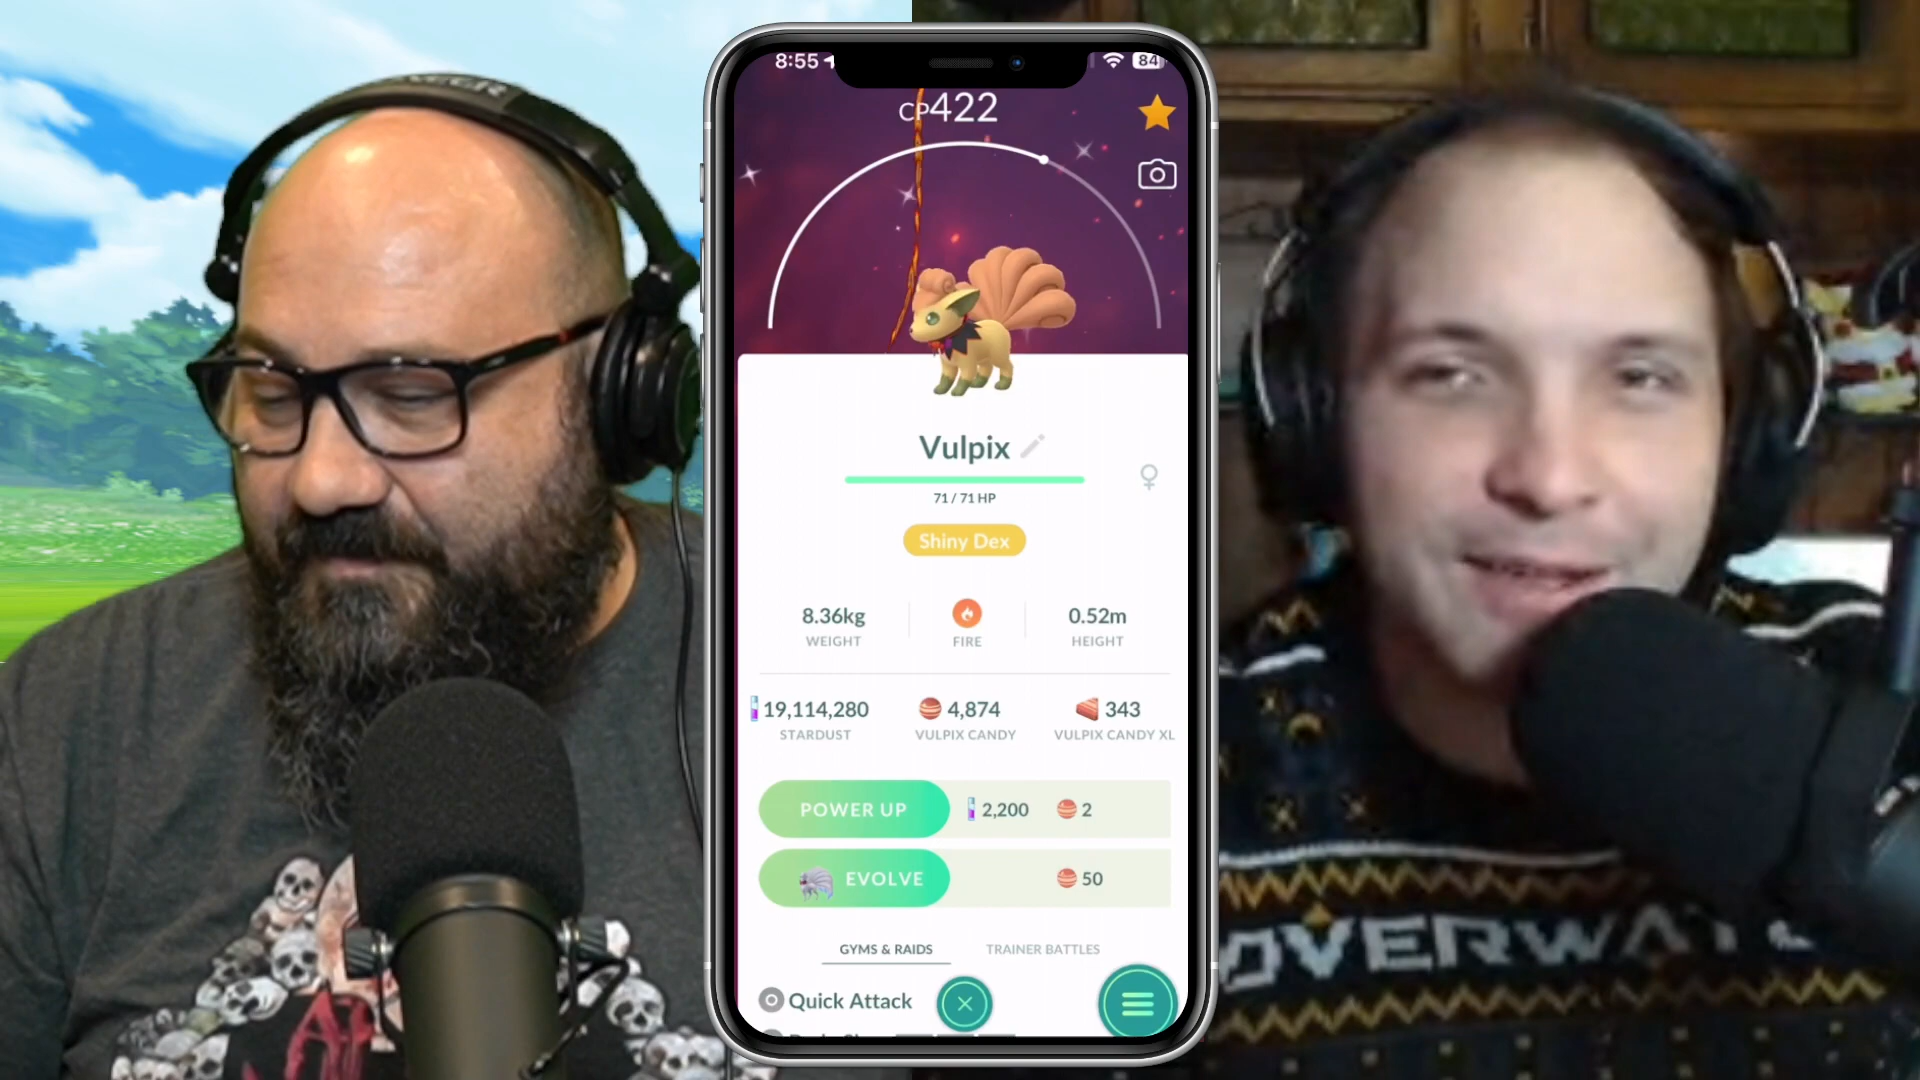 8:55
84
CP422
Vulpix
71 / 71 HP
Shiny Dex
8.36kg
WEIGHT
FIRE
0.52m
HEIGHT
19,114,280
STARDUST
4,874
VULPIX CANDY
343
VULPIX CANDY XL
POWER UP
2,200
2
EVOLVE
50
GYMS & RAIDS
TRAINER BATTLES
Quick Attack
OVERWATC